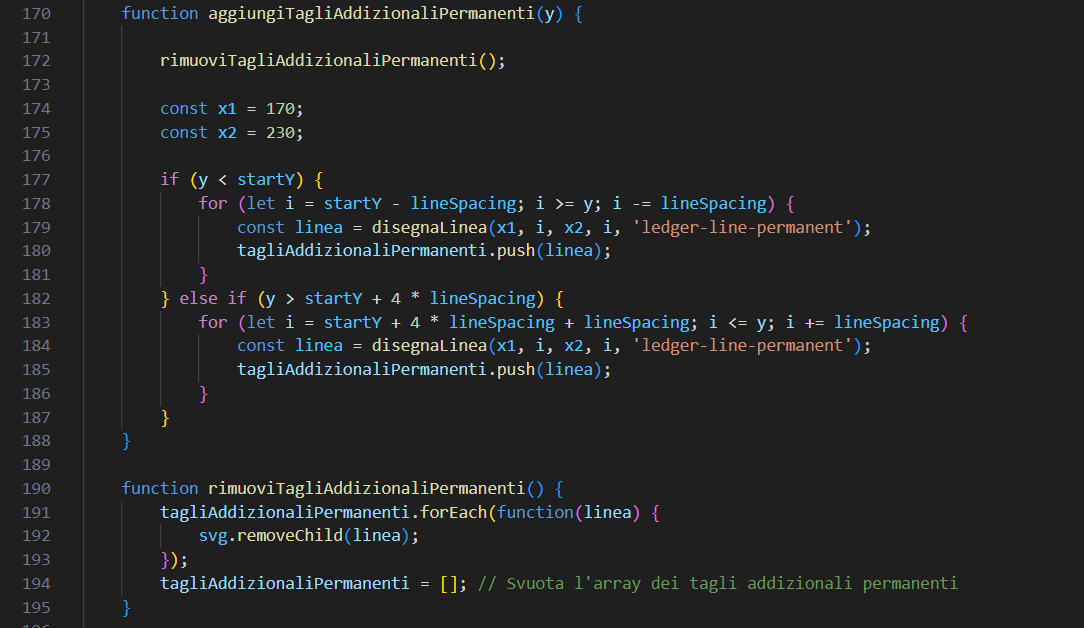 170 function aggiungiTagliAddizionaliPermanenti(y) {
171
172 rimuoviTagliAddizionaliPermanenti();
173
174 const x1 = 170;
175 const x2 = 230;
176
177 if (y < startY) {
178 for (let i = startY - lineSpacing; i >= y; i -= lineSpacing) {
179 const linea = disegnaLinea(x1, i, x2, i, 'ledger-line-permanent');
180 tagliAddizionaliPermanenti.push(linea);
181 }
182 } else if (y > startY + 4 * lineSpacing) {
183 for (let i = startY + 4 * lineSpacing + lineSpacing; i <= y; i += lineSpacing) {
184 const linea = disegnaLinea(x1, i, x2, i, 'ledger-line-permanent');
185 tagliAddizionaliPermanenti.push(linea);
186 }
187 }
188 }
189
190 function rimuoviTagliAddizionaliPermanenti() {
191 tagliAddizionaliPermanenti.forEach(function(linea) {
192 svg.removeChild(linea);
193 });
194 tagliAddizionaliPermanenti = []; // Svuota l'array dei tagli addizionali permanenti
195 }